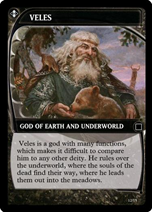 VELES
GOD OF EARTH AND UNDERWORLD
Veles is a god with many functions,
which makes it difficult to compare
him to any other deity. He rules over
the underworld, where the souls of the
dead find their way, where he leads
them out into the meadows.